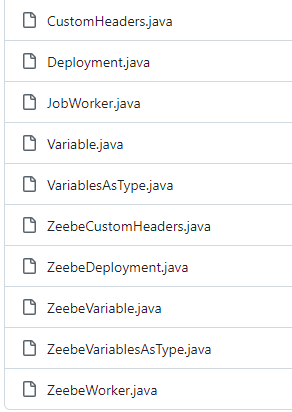 CustomHeaders.java
Deployment.java
JobWorker.java
Variable.java
VariablesAsType.java
ZeebeCustomHeaders.java
ZeebeDeployment.java
ZeebeVariable.java
ZeebeVariablesAsType.java
ZeebeWorker.java